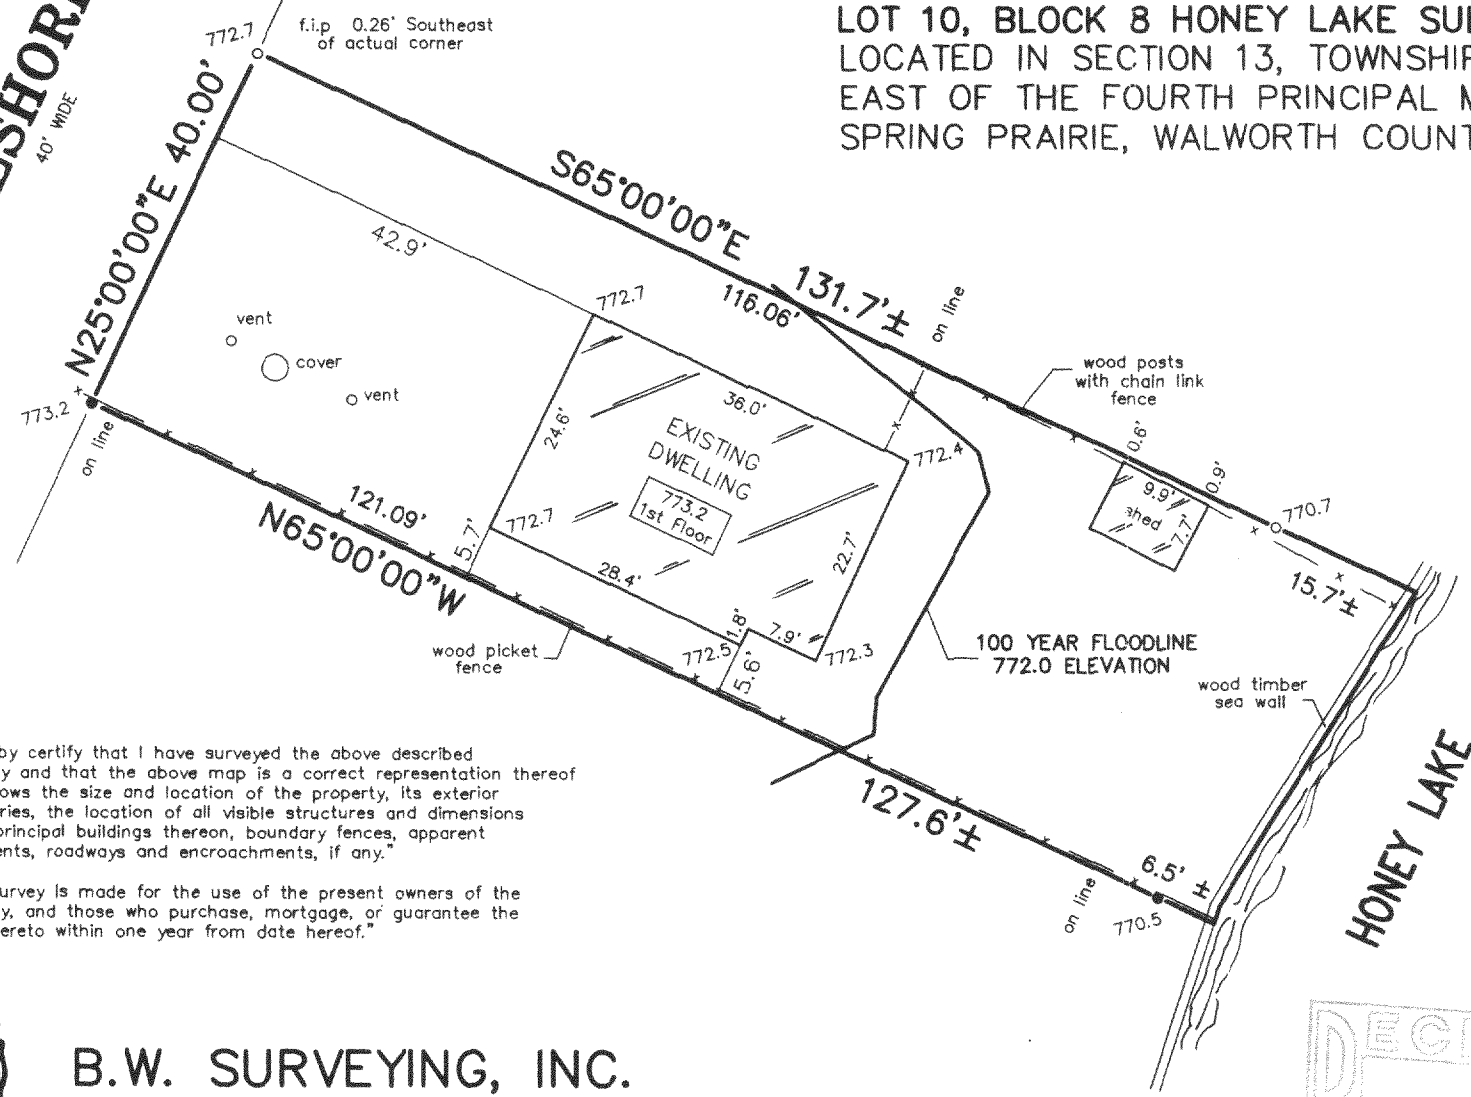 LOT 10, BLOCK 8 HONEY LAKE
LOCATED IN SECTION 13,
EAST OF THE FOURTH PRINCIPAL
SPRING PRAIRIE, WALWORTH
40' WIDE
772.7
f.i.p 0.26' Southeast
of actual corner
N25°00'00"E 40.00'
S65°00'00"E
131.7'±
116.06'
on line
42.9'
772.7
vent
cover
vent
773.2
on line
wood posts
with chain link
fence
36.0'
24.6'
EXISTING
DWELLING
773.2
1st Floor
772.4
0.6'
0.9'
9.9'
shed
7.7'
770.7
15.7'±
121.09'
N65°00'00"W
5.7'
772.7
28.4'
22.7'
1.8'
7.9'
772.5
5.6'
772.3
wood picket
fence
100 YEAR FLOODLINE
772.0 ELEVATION
wood timber
sea wall
HONEY LAKE
127.6'±
6.5' ±
on line
770.5
by certify that I have surveyed the above described
y and that the above map is a correct representation thereof
ows the size and location of the property, its exterior
ries, the location of all visible structures and dimensions
principal buildings thereon, boundary fences, apparent
ents, roadways and encroachments, if any."
urvey is made for the use of the present owners of the
y, and those who purchase, mortgage, or guarantee the
ereto within one year from date hereof."
B.W. SURVEYING, INC.